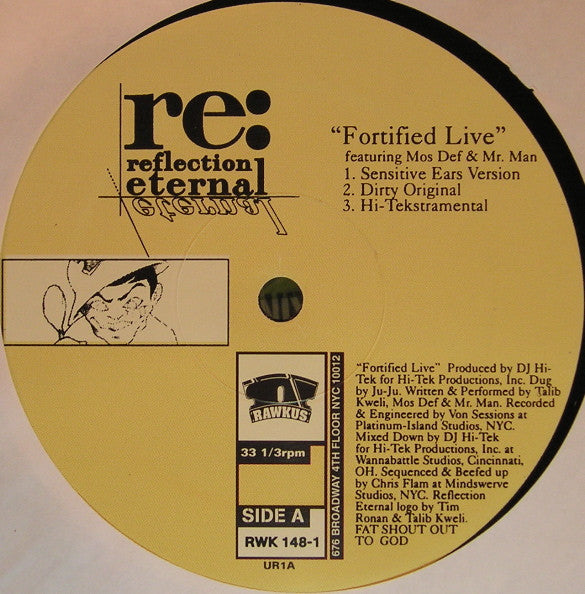 re:
reflection
eternal
eternal
"Fortified Live"
featuring Mos Def & Mr. Man
1. Sensitive Ears Version
2. Dirty Original
3. Hi-Tekstramental
RAWKUS
33 1/3rpm
SIDE A
RWK 148-1
676 BROADWAY 4TH FLOOR NYC 10012
UR1A
"Fortified Live" Produced by DJ Hi-
Tek for Hi-Tek Productions, Inc. Dug
by Ju-Ju. Written & Performed by Talib
Kweli, Mos Def & Mr. Man. Recorded
& Engineered by Von Sessions at
Platinum-Island Studios, NYC.
Mixed Down by DJ Hi-Tek
for Hi-Tek Productions, Inc. at
Wannabattle Studios, Cincinnati,
OH. Sequenced & Beefed up
by Chris Flam at Mindswerve
Studios, NYC. Reflection
Eternal logo by Tim
Ronan & Talib Kweli.
FAT SHOUT OUT
TO GOD